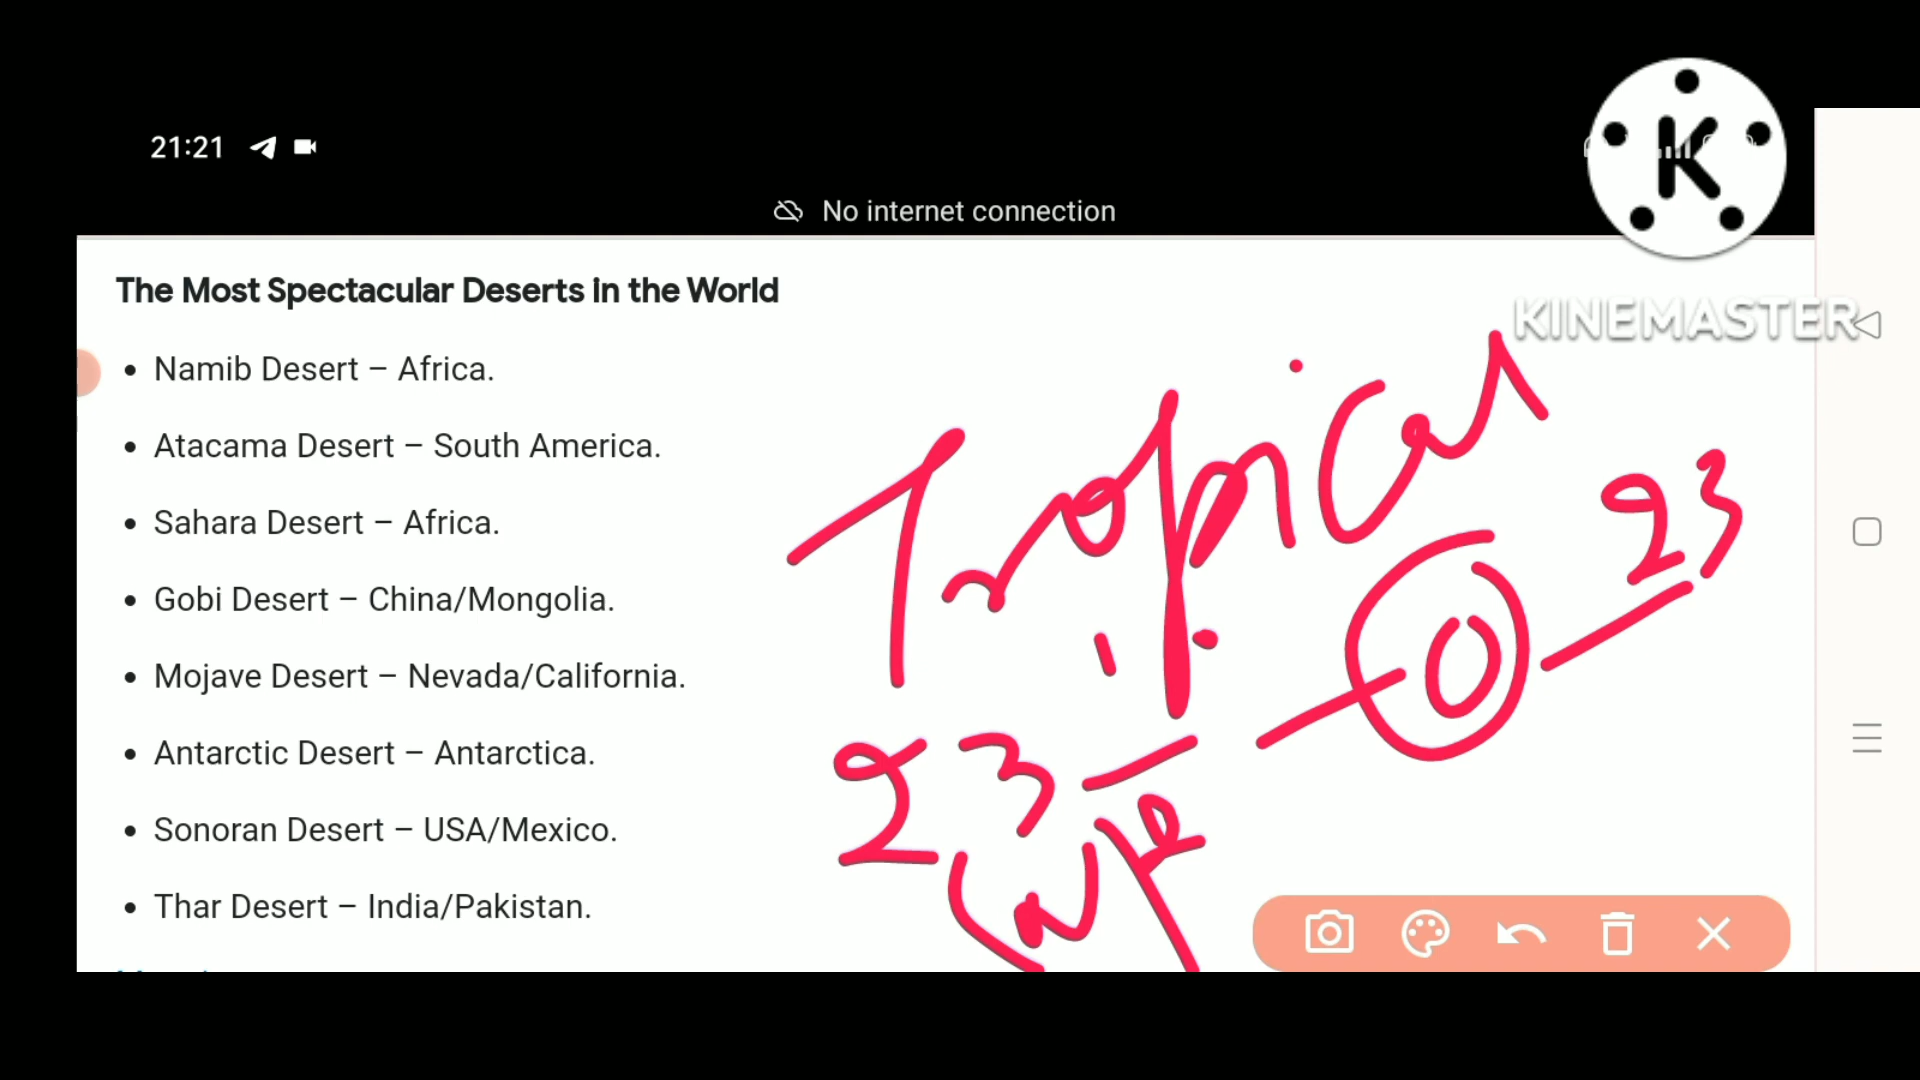 21:21
No internet connection
K
KINEMASTER
The Most Spectacular Deserts in the World
• Namib Desert – Africa.
• Atacama Desert – South America.
• Sahara Desert – Africa.
• Gobi Desert – China/Mongolia.
• Mojave Desert – Nevada/California.
• Antarctic Desert – Antarctica.
• Sonoran Desert – USA/Mexico.
• Thar Desert – India/Pakistan.
Tropical
23 — — 0 — 23